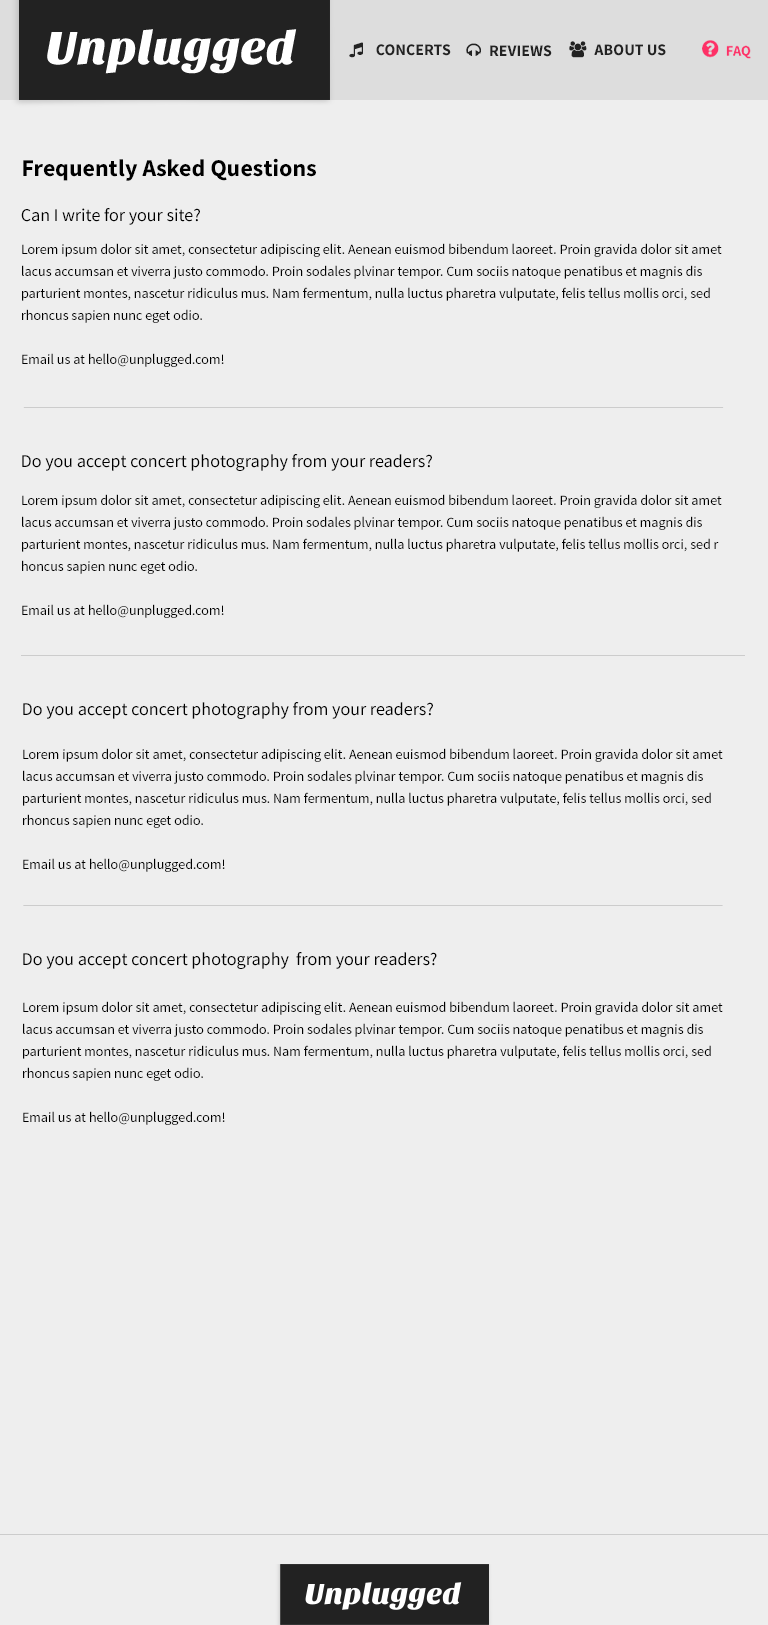 Unplugged
CONCERTS REVIEWS ABOUT US FAQ
Frequently Asked Questions
Can I write for your site?
Lorem ipsum dolor sit amet, consectetur adipiscing elit. Aenean euismod bibendum laoreet. Proin gravida dolor sit amet
lacus accumsan et viverra justo commodo. Proin sodales plvinar tempor. Cum sociis natoque penatibus et magnis dis
parturient montes, nascetur ridiculus mus. Nam fermentum, nulla luctus pharetra vulputate, felis tellus mollis orci, sed
rhoncus sapien nunc eget odio.
Email us at hello@unplugged.com!
Do you accept concert photography from your readers?
Lorem ipsum dolor sit amet, consectetur adipiscing elit. Aenean euismod bibendum laoreet. Proin gravida dolor sit amet
lacus accumsan et viverra justo commodo. Proin sodales plvinar tempor. Cum sociis natoque penatibus et magnis dis
parturient montes, nascetur ridiculus mus. Nam fermentum, nulla luctus pharetra vulputate, felis tellus mollis orci, sed r
honcus sapien nunc eget odio.
Email us at hello@unplugged.com!
Do you accept concert photography from your readers?
Lorem ipsum dolor sit amet, consectetur adipiscing elit. Aenean euismod bibendum laoreet. Proin gravida dolor sit amet
lacus accumsan et viverra justo commodo. Proin sodales plvinar tempor. Cum sociis natoque penatibus et magnis dis
parturient montes, nascetur ridiculus mus. Nam fermentum, nulla luctus pharetra vulputate, felis tellus mollis orci, sed
rhoncus sapien nunc eget odio.
Email us at hello@unplugged.com!
Do you accept concert photography  from your readers?
Lorem ipsum dolor sit amet, consectetur adipiscing elit. Aenean euismod bibendum laoreet. Proin gravida dolor sit amet
lacus accumsan et viverra justo commodo. Proin sodales plvinar tempor. Cum sociis natoque penatibus et magnis dis
parturient montes, nascetur ridiculus mus. Nam fermentum, nulla luctus pharetra vulputate, felis tellus mollis orci, sed
rhoncus sapien nunc eget odio.
Email us at hello@unplugged.com!
Unplugged